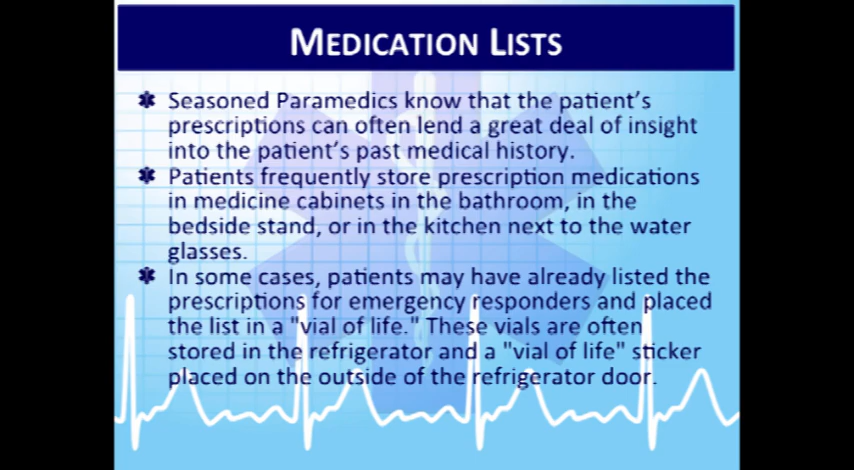 MEDICATION LISTS
Seasoned Paramedics know that the patient's
prescriptions can often lend a great deal of insight
into the patient's past medical history.
Patients frequently store prescription medications
in medicine cabinets in the bathroom, in the
bedside stand, or in the kitchen next to the water
glasses.
In some cases, patients may have already listed the
prescriptions for emergency responders and placed
the list in a "vial of life." These vials are often
stored in the refrigerator and a "vial of life" sticker
placed on the outside of the refrigerator door.